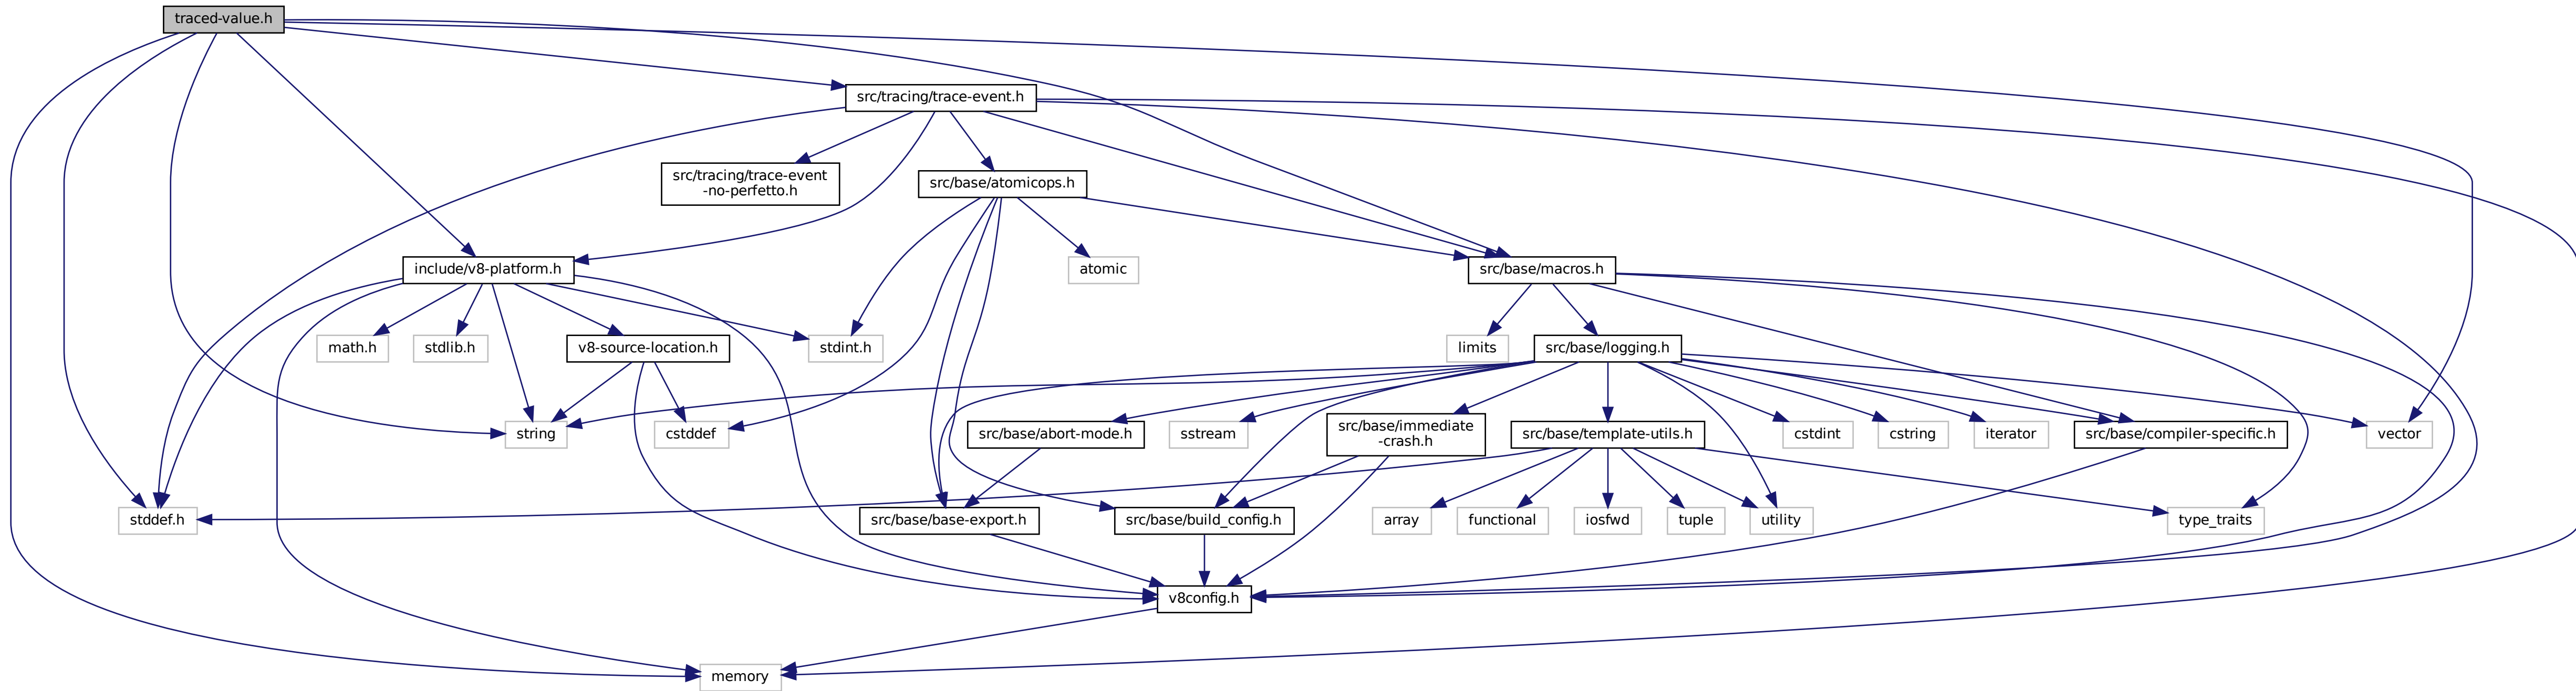 traced-value.h
src/tracing/trace-event.h
src/tracing/trace-event
-no-perfetto.h
src/base/atomicops.h
include/v8-platform.h
atomic
src/base/macros.h
math.h
stdlib.h
v8-source-location.h
stdint.h
limits
src/base/logging.h
string
cstddef
src/base/abort-mode.h
sstream
src/base/immediate
-crash.h
src/base/template-utils.h
cstdint
cstring
iterator
src/base/compiler-specific.h
vector
stddef.h
src/base/base-export.h
src/base/build_config.h
array
functional
iosfwd
tuple
utility
type_traits
v8config.h
memory